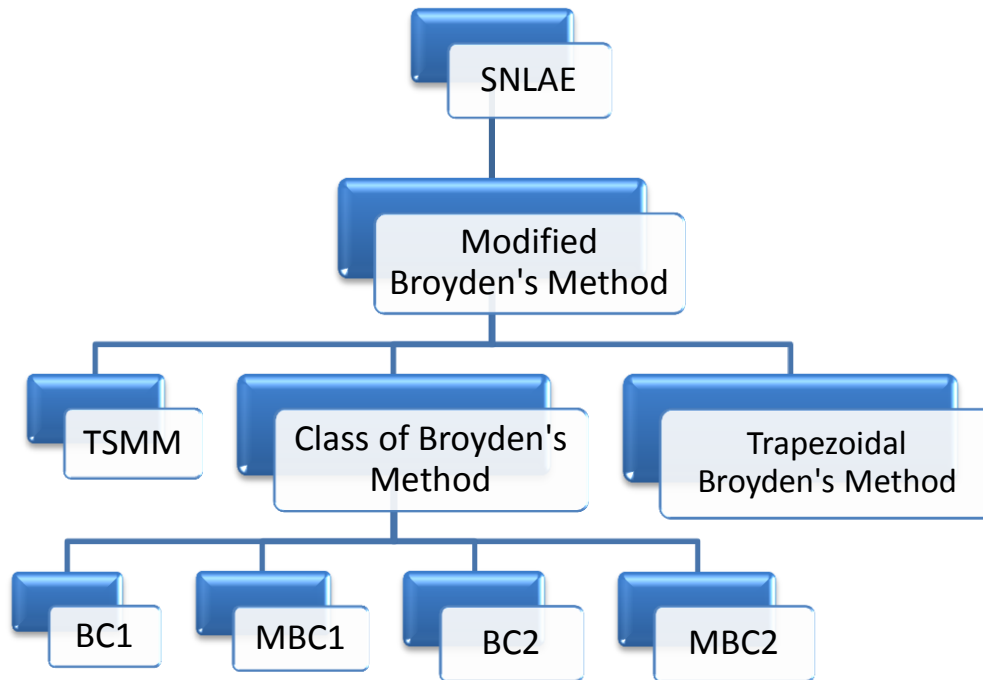 SNLAE
Modified
Broyden's Method
TSMM
Class of Broyden's
Method
Trapezoidal
Broyden's Method
BC1
MBC1
BC2
MBC2